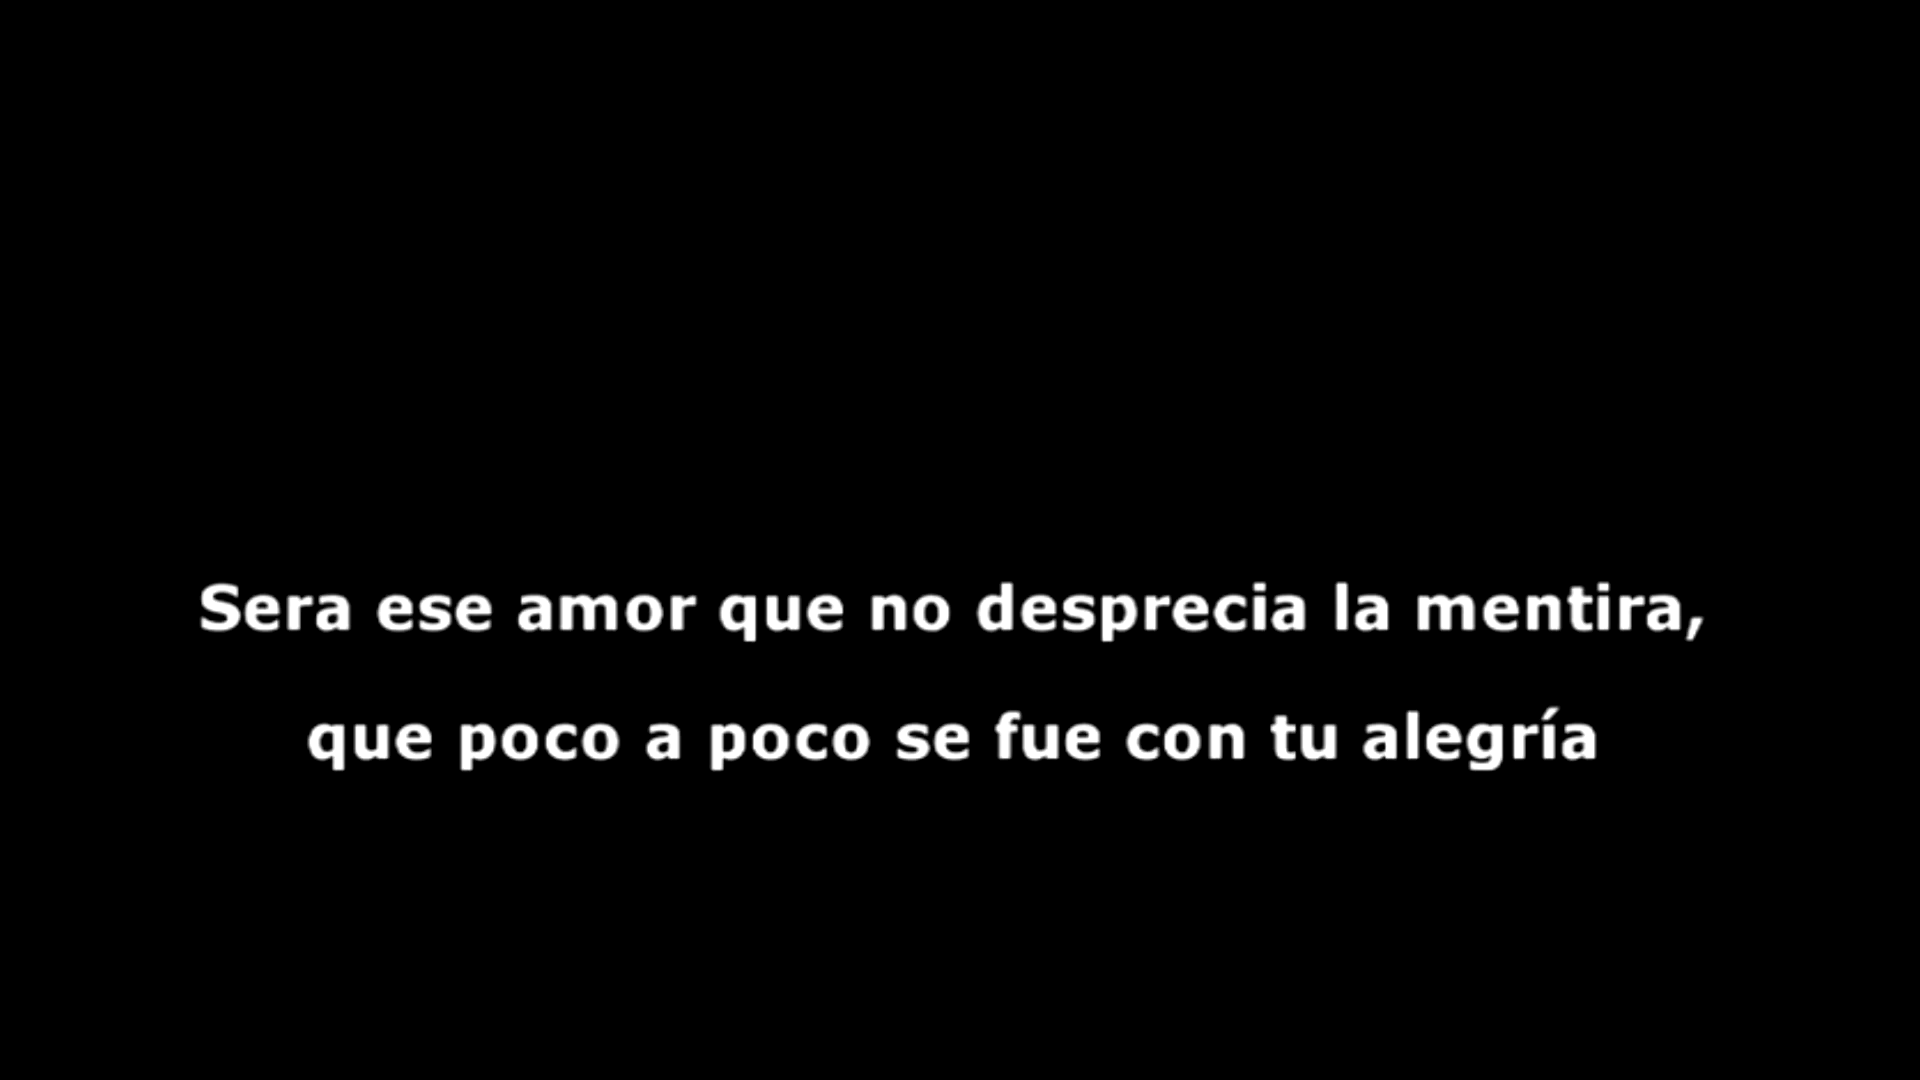 Sera ese amor que no desprecia la mentira,
que poco a poco se fue con tu alegría